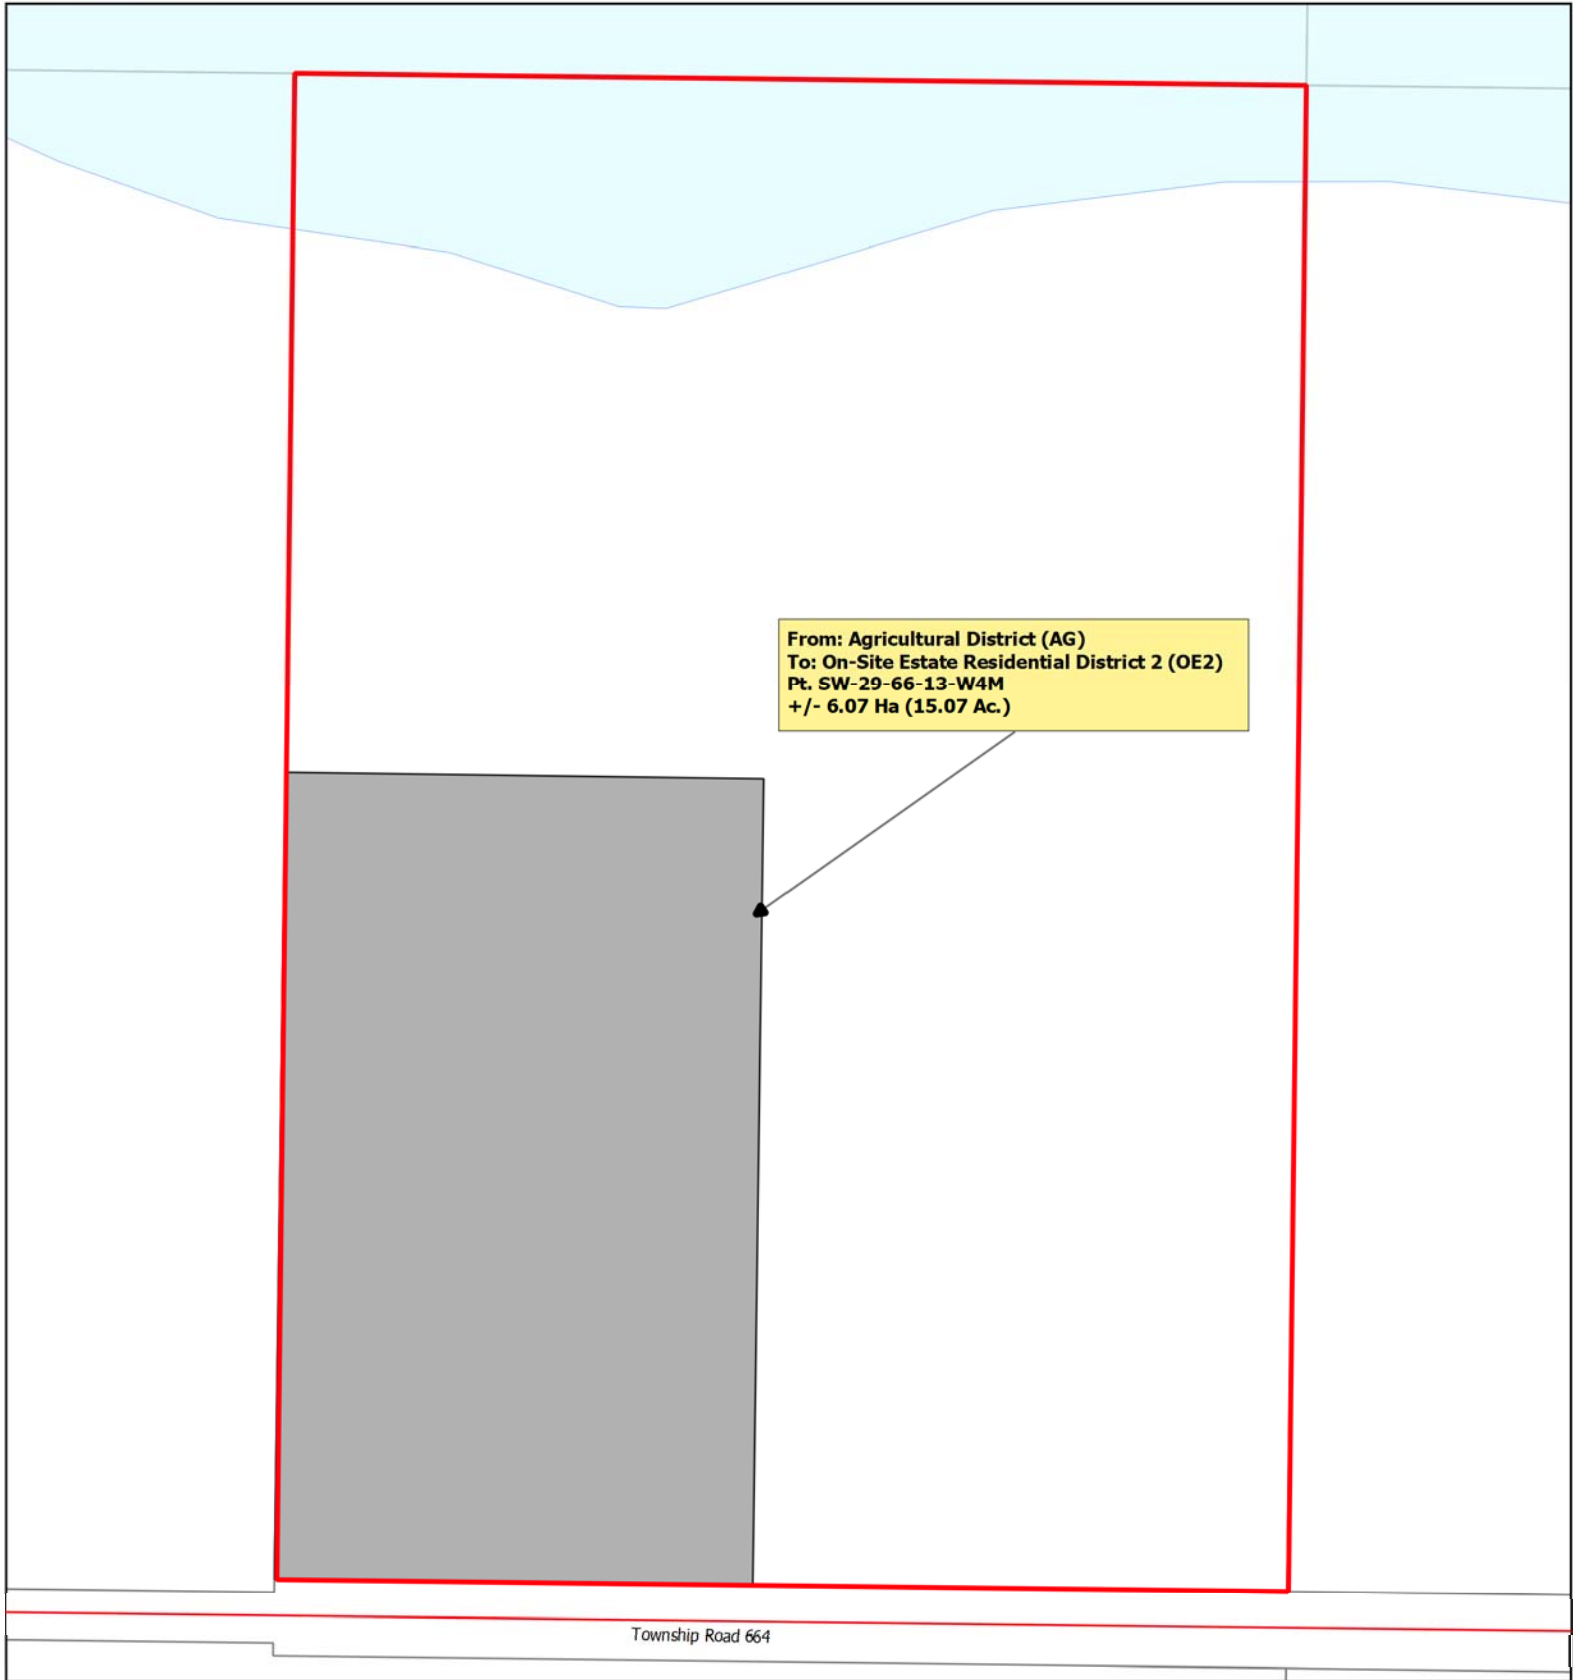 From: Agricultural District (AG)
To: On-Site Estate Residential District 2 (OE2)
Pt. SW-29-66-13-W4M
+/- 6.07 Ha (15.07 Ac.)
Township Road 664